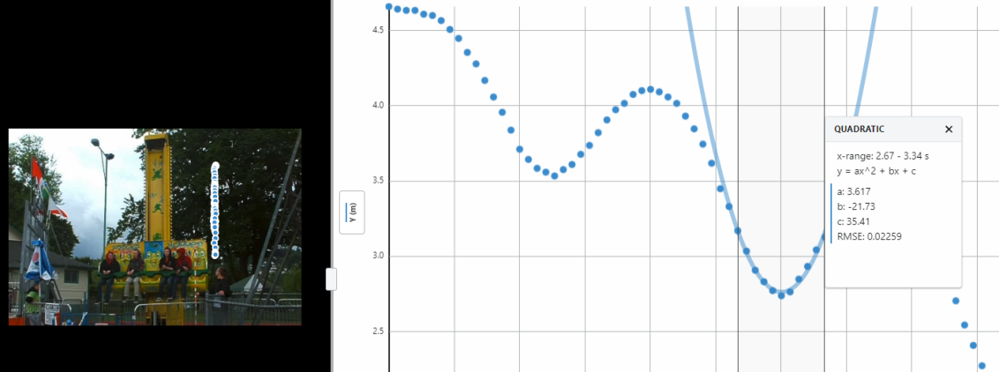 4.5
4.0
3.5
3.0
2.5
Y (m)
QUADRATIC ×
x-range: 2.67 - 3.34 s
y = ax^2 + bx + c
a: 3.617
b: -21.73
c: 35.41
RMSE: 0.02259